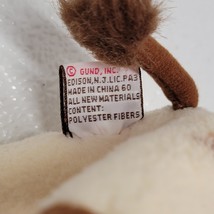 © GUND, INC.
EDISON, N.J. LIC. PA3
MADE IN CHINA 60
ALL NEW MATERIALS
CONTENT:
POLYESTER FIBERS